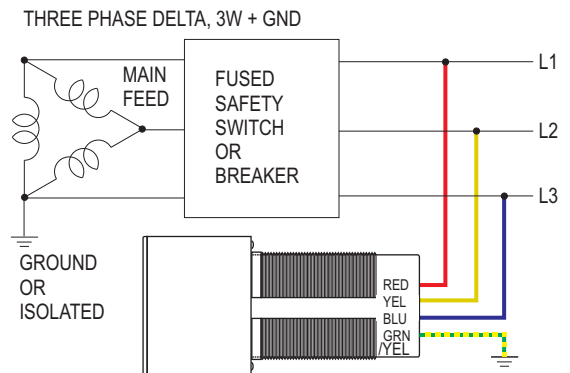 THREE PHASE DELTA, 3W + GND
MAIN
FEED
FUSED
SAFETY
SWITCH
OR
BREAKER
L1
L2
L3
GROUND
OR
ISOLATED
RED
YEL
BLU
GRN
/YEL